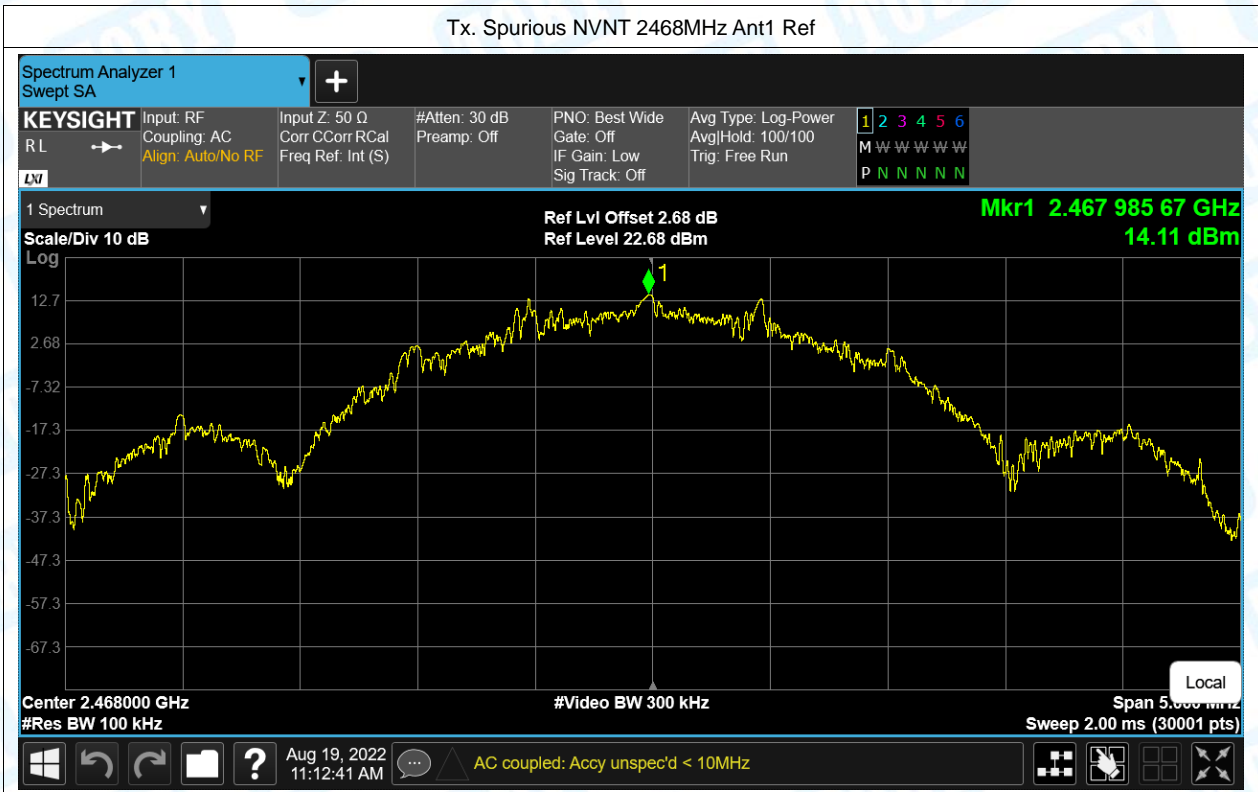 Tx. Spurious NVNT 2468MHz Ant1 Ref
Spectrum Analyzer 1
Swept SA
+
KEYSIGHT
RL
LXI
Input: RF
Coupling: AC
Align: Auto/No RF
Input Z: 50 Ω
Corr CCorr RCal
Freq Ref: Int (S)
#Atten: 30 dB
Preamp: Off
PNO: Best Wide
Gate: Off
IF Gain: Low
Sig Track: Off
Avg Type: Log-Power
Avg|Hold: 100/100
Trig: Free Run
1 2 3 4 5 6
M W W W W W
P N N N N N
1 Spectrum
Scale/Div 10 dB
Log
Ref Lvl Offset 2.68 dB
Ref Level 22.68 dBm
Mkr1 2.467 985 67 GHz
14.11 dBm
1
12.7
2.68
-7.32
-17.3
-27.3
-37.3
-47.3
-57.3
-67.3
Local
Center 2.468000 GHz
#Video BW 300 kHz
Span
#Res BW 100 kHz
Sweep 2.00 ms (30001 pts)
?
Aug 19, 2022
11:12:41 AM
AC coupled: Accy unspec'd < 10MHz